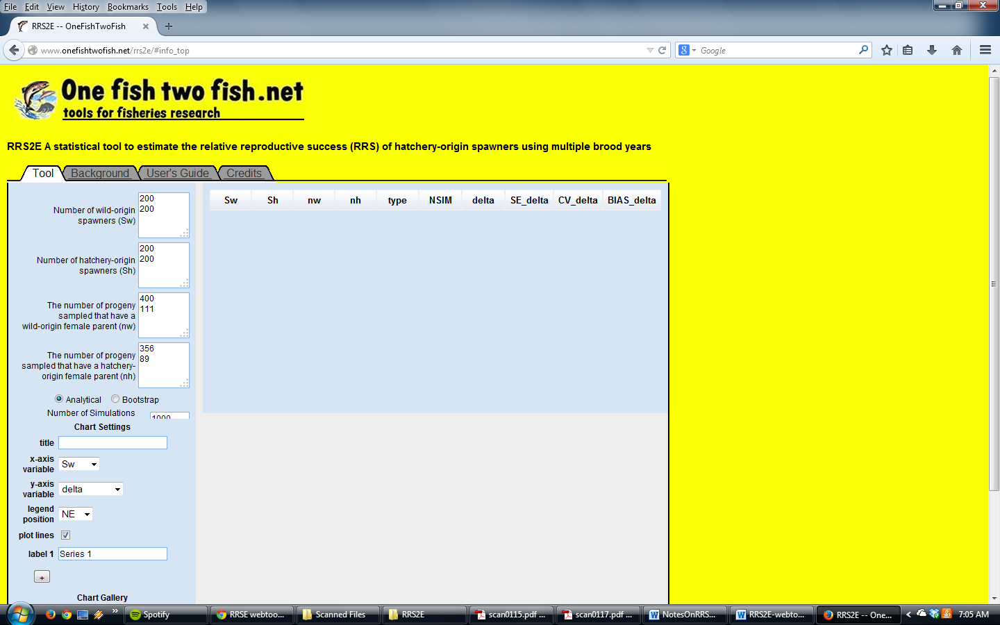 File Edit View History Bookmarks Tools Help
RRS2E -- OneFishTwoFish
www.onefishtwofish.net/rrs2e/#info_top
Google
One fish two fish.net
tools for fisheries research
RRS2E A statistical tool to estimate the relative reproductive success (RRS) of hatchery-origin spawners using multiple brood years
Tool Background User's Guide Credits
Number of wild-origin
spawners (Sw)
200
200
Number of hatchery-origin
spawners (Sh)
200
200
The number of progeny
sampled that have a
wild-origin female parent (nw)
400
111
The number of progeny
sampled that have a hatchery-
origin female parent (nh)
356
89
Analytical Bootstrap
Number of Simulations 1000
Sw Sh nw nh type NSIM delta SE_delta CV_delta BIAS_delta
Chart Settings
title
x-axis
variable
Sw
y-axis
variable
delta
legend
position
NE
plot lines
label 1 Series 1
+
Chart Gallery
Spotify
RRSE webtoo...
Scanned Files
RRS2E
scan0115.pdf ...
scan0117.pdf ...
NotesOnRRS...
RRS2E-webto...
RRS2E -- One...
7:05 AM